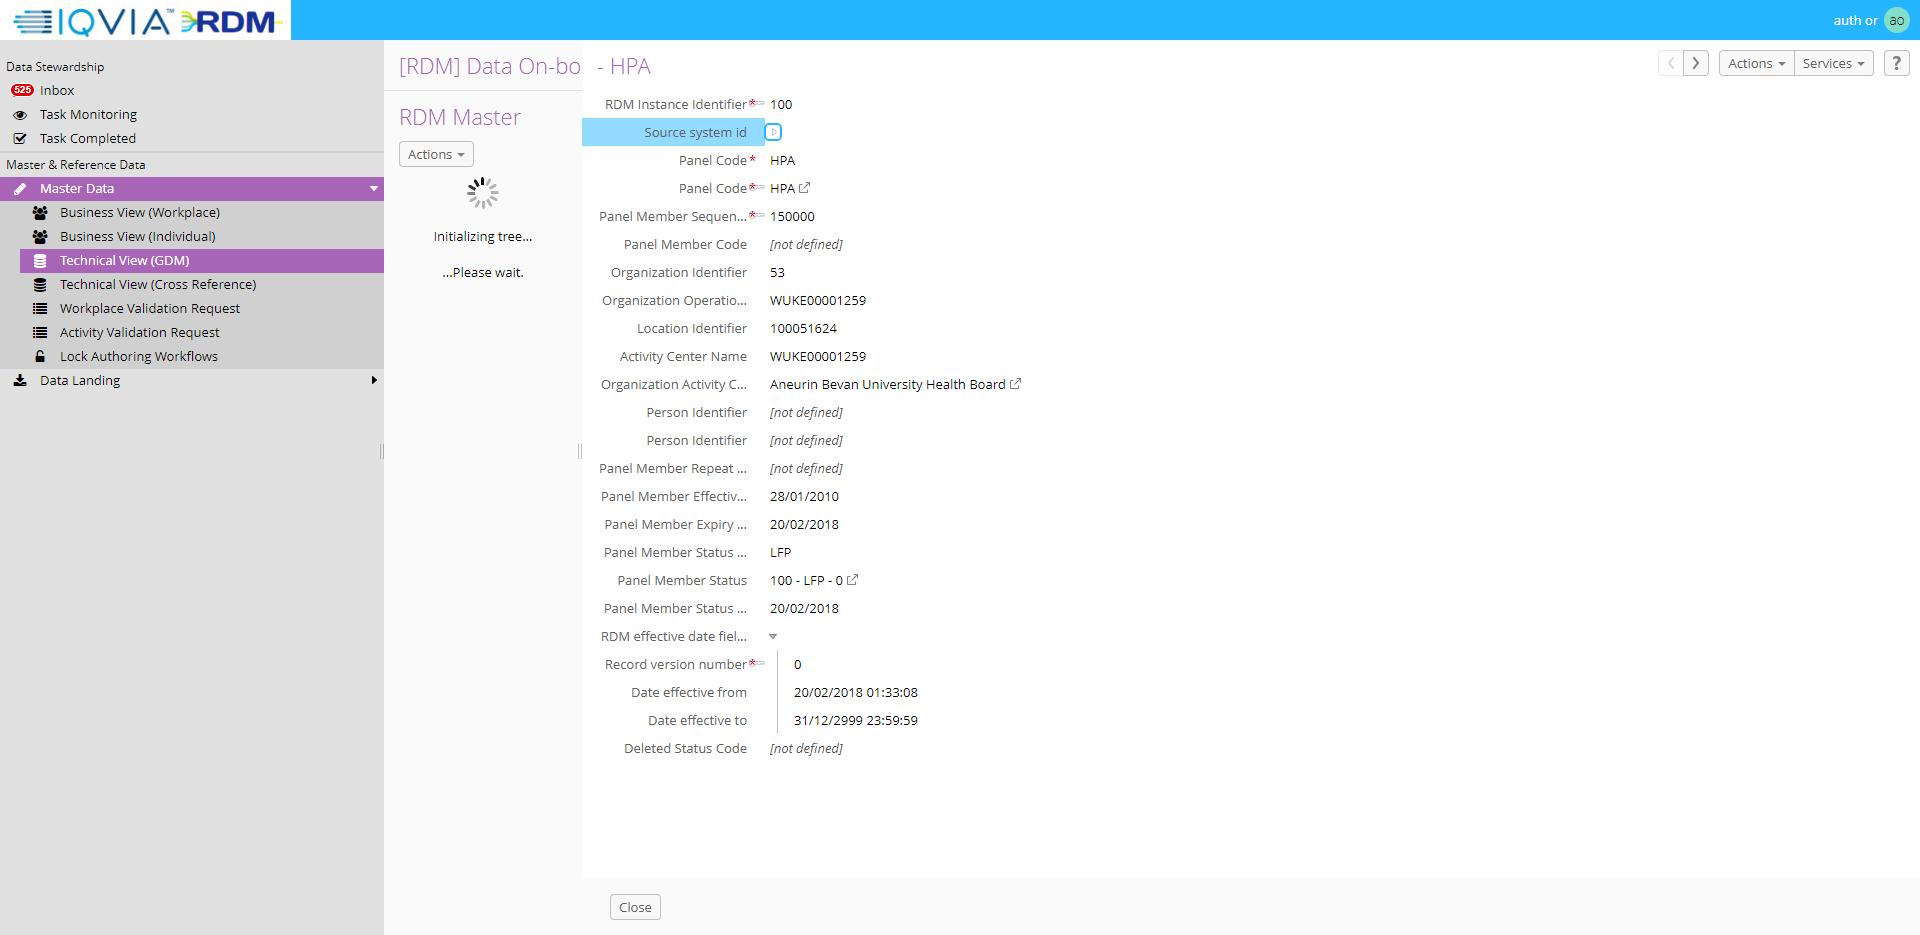 IQVIA™ RDM
auth or ao
Data Stewardship
525 Inbox
Task Monitoring
Task Completed
Master & Reference Data
Master Data
Business View (Workplace)
Business View (Individual)
Technical View (GDM)
Technical View (Cross Reference)
Workplace Validation Request
Activity Validation Request
Lock Authoring Workflows
Data Landing
[RDM] Data On-bo
RDM Master
Actions
Initializing tree...
...Please wait.
- HPA
Actions Services ?
RDM Instance Identifier* 100
Source system id
Panel Code* HPA
Panel Code* HPA
Panel Member Sequen...* 150000
Panel Member Code [not defined]
Organization Identifier 53
Organization Operatio... WUKE00001259
Location Identifier 100051624
Activity Center Name WUKE00001259
Organization Activity C... Aneurin Bevan University Health Board
Person Identifier [not defined]
Person Identifier [not defined]
Panel Member Repeat ... [not defined]
Panel Member Effectiv... 28/01/2010
Panel Member Expiry ... 20/02/2018
Panel Member Status ... LFP
Panel Member Status 100 - LFP - 0
Panel Member Status ... 20/02/2018
RDM effective date fiel...
Record version number* 0
Date effective from 20/02/2018 01:33:08
Date effective to 31/12/2999 23:59:59
Deleted Status Code [not defined]
Close